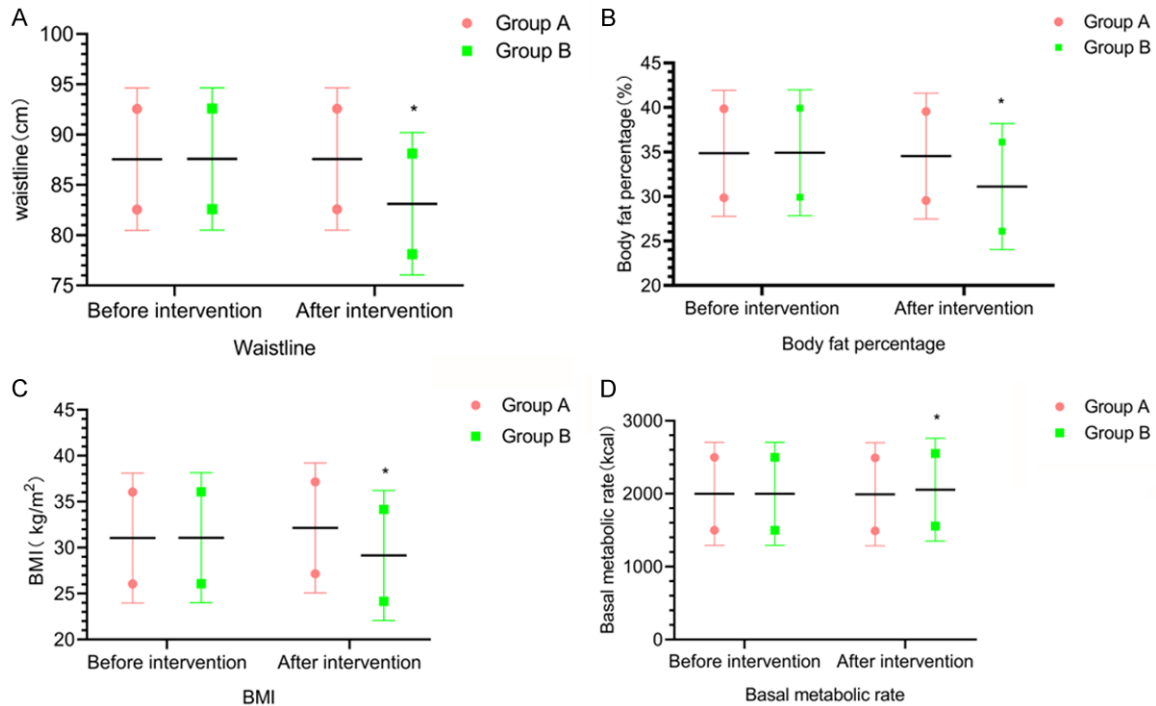 A
Group A
Group B
waistline(cm)
100
95
90
85
80
75
*
Before intervention
After intervention
Waistline
B
Group A
Group B
Body fat percentage(%)
45
40
35
30
25
20
*
Before intervention
After intervention
Body fat percentage
C
Group A
Group B
BMI( kg/m²)
45
40
35
30
25
20
*
Before intervention
After intervention
BMI
D
Group A
Group B
Basal metabolic rate(kcal)
3000
2000
1000
0
*
Before intervention
After intervention
Basal metabolic rate